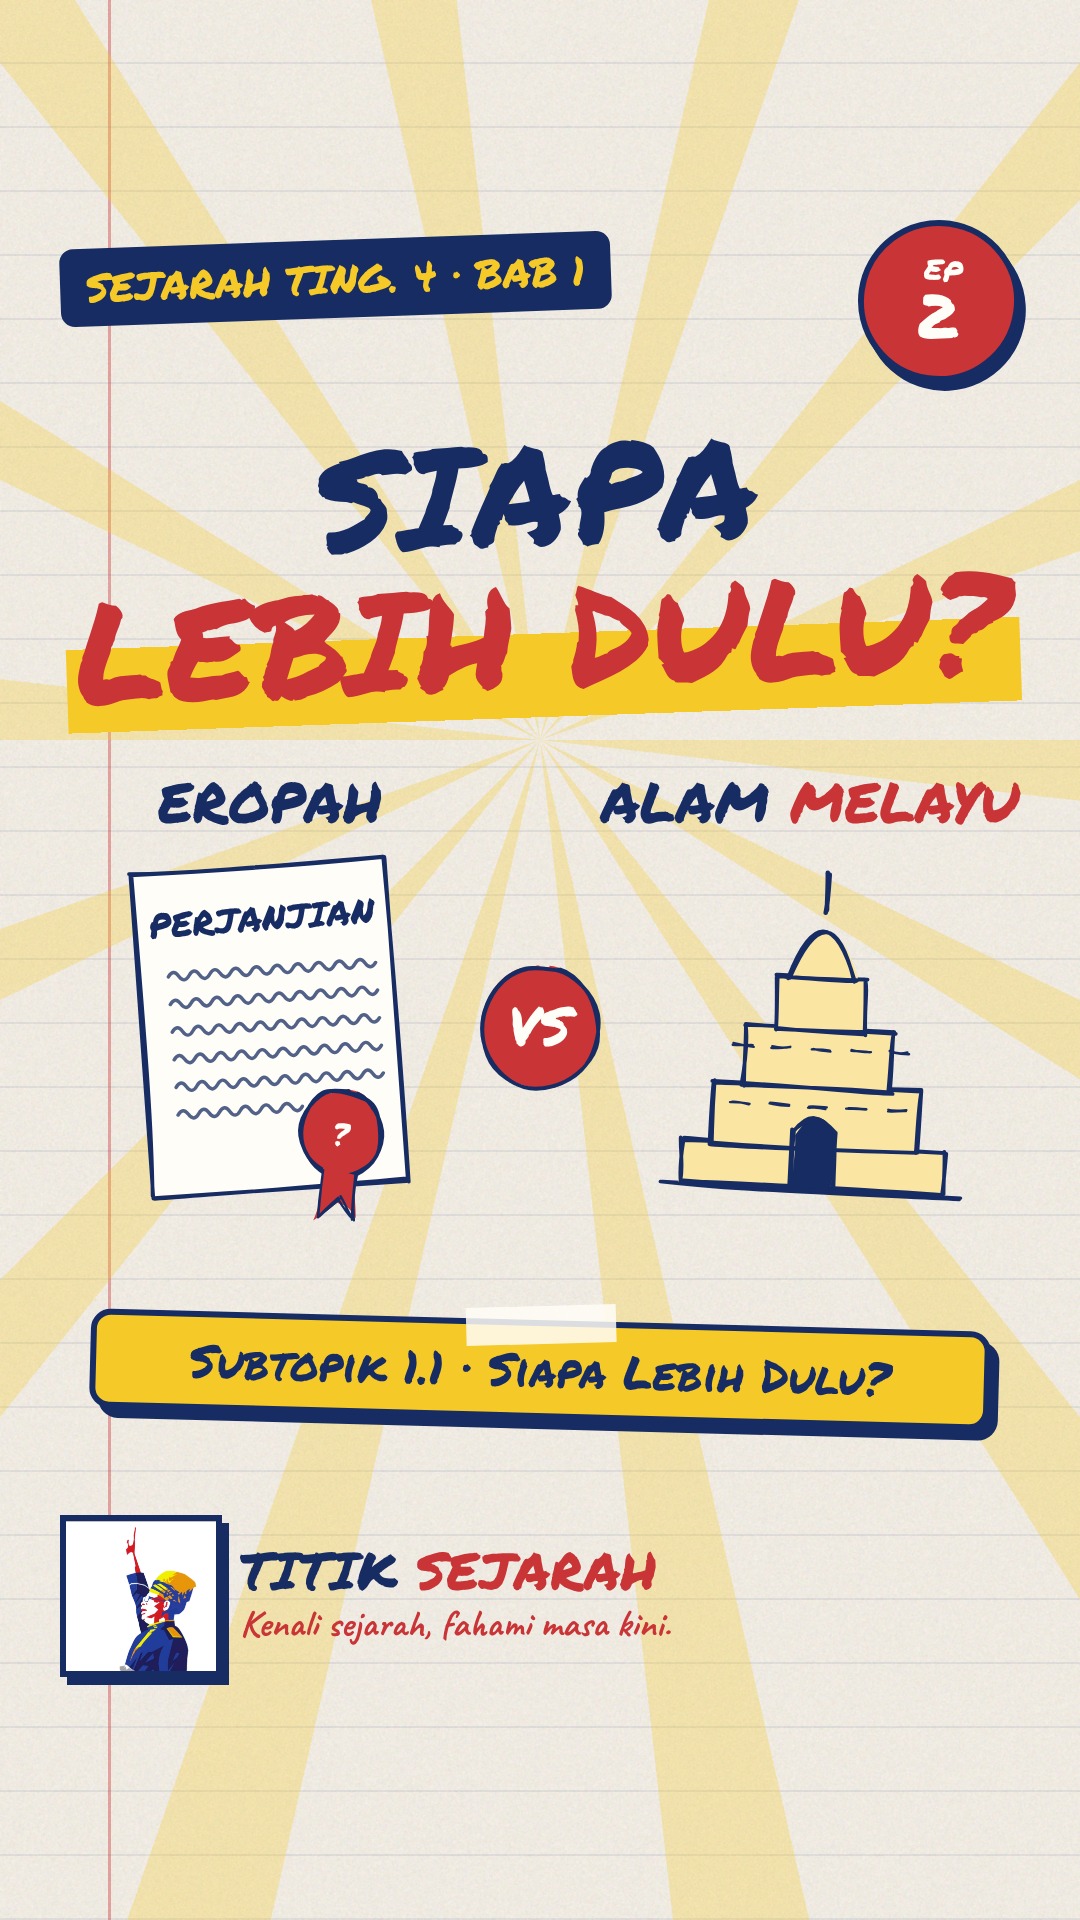 SEJARAH TING. 4 · BAB 1
EP
2
SIAPA
LEBIH DULU?
EROPAH
ALAM MELAYU
PERJANJIAN
?
VS
SUBTOPIK 1.1 · SIAPA LEBIH DULU?
TITIK SEJARAH
Kenali sejarah, fahami masa kini.